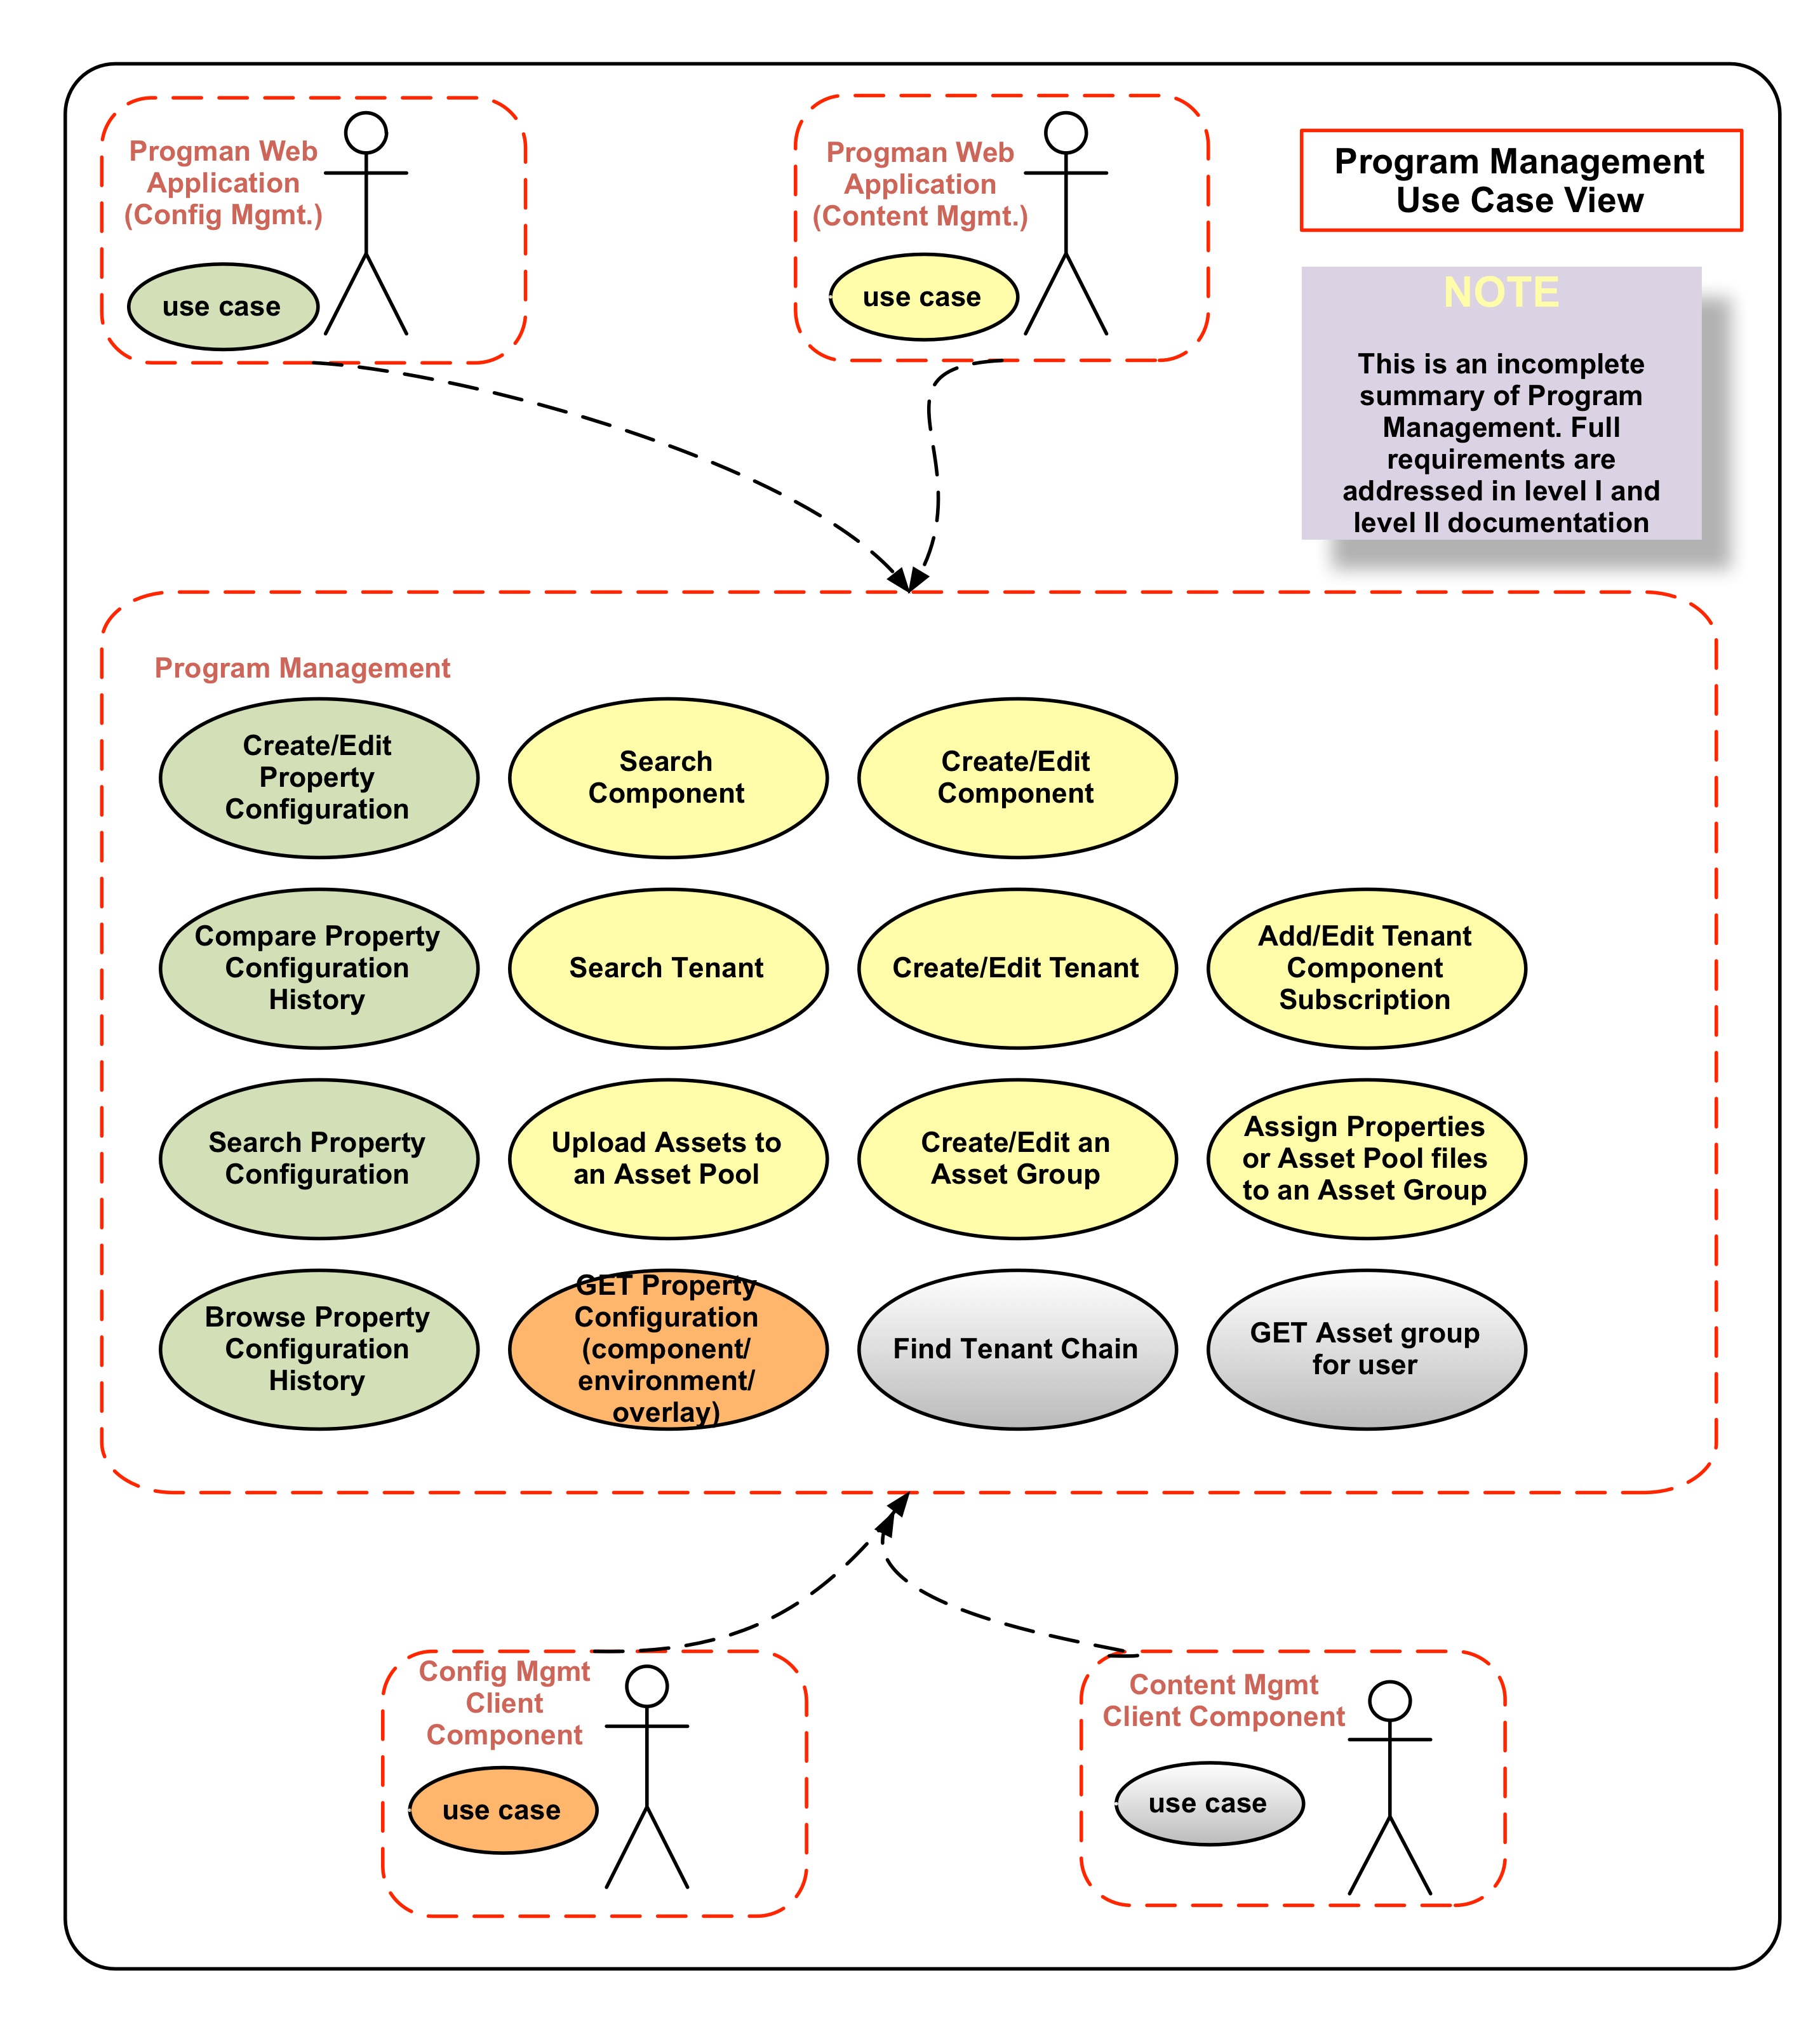 Progman Web
Application
(Config Mgmt.)
use case
Progman Web
Application
(Content Mgmt.)
use case
Program Management
Use Case View
NOTE
This is an incomplete
summary of Program
Management. Full
requirements are
addressed in level I and
level II documentation
Program Management
Create/Edit
Property
Configuration
Search
Component
Create/Edit
Component
Compare Property
Configuration
History
Search Tenant
Create/Edit Tenant
Add/Edit Tenant
Component
Subscription
Search Property
Configuration
Upload Assets to
an Asset Pool
Create/Edit an
Asset Group
Assign Properties
or Asset Pool files
to an Asset Group
Browse Property
Configuration
History
GET Property
Configuration
(component/
environment/
overlay)
Find Tenant Chain
GET Asset group
for user
Config Mgmt
Client
Component
use case
Content Mgmt
Client Component
use case